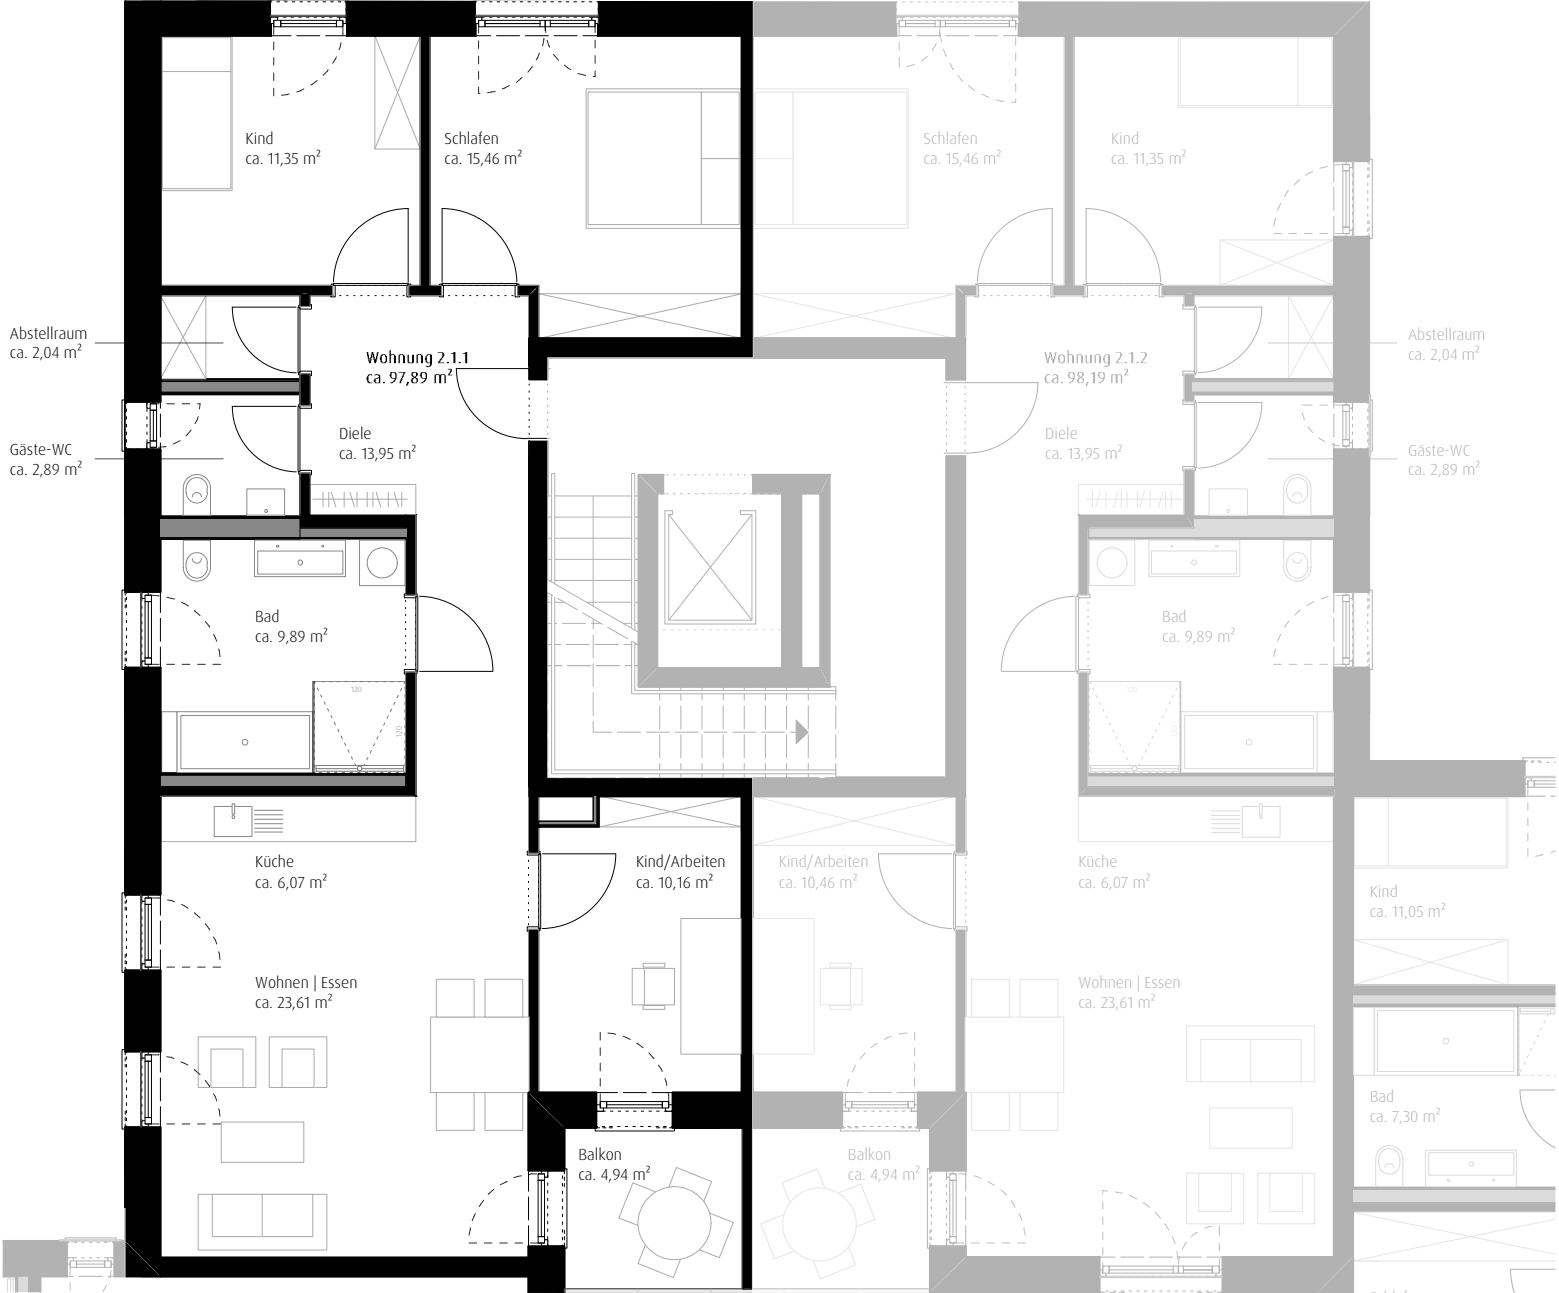 Kind
ca. 11,35 m²
Schlafen
ca. 15,46 m²
Schlafen
ca. 15,46 m²
Kind
ca. 11,35 m²
Abstellraum
ca. 2,04 m²
Wohnung 2.1.1
ca. 97,89 m²
Wohnung 2.1.2
ca. 98,19 m²
Abstellraum
ca. 2,04 m²
Gäste-WC
ca. 2,89 m²
Diele
ca. 13,95 m²
Diele
ca. 13,95 m²
Gäste-WC
ca. 2,89 m²
Bad
ca. 9,89 m²
Bad
ca. 9,89 m²
120
120
120
120
Küche
ca. 6,07 m²
Kind/Arbeiten
ca. 10,16 m²
Kind/Arbeiten
ca. 10,46 m²
Küche
ca. 6,07 m²
Kind
ca. 11,05 m²
Wohnen | Essen
ca. 23,61 m²
Wohnen | Essen
ca. 23,61 m²
Bad
ca. 7,30 m²
Balkon
ca. 4,94 m²
Balkon
ca. 4,94 m²